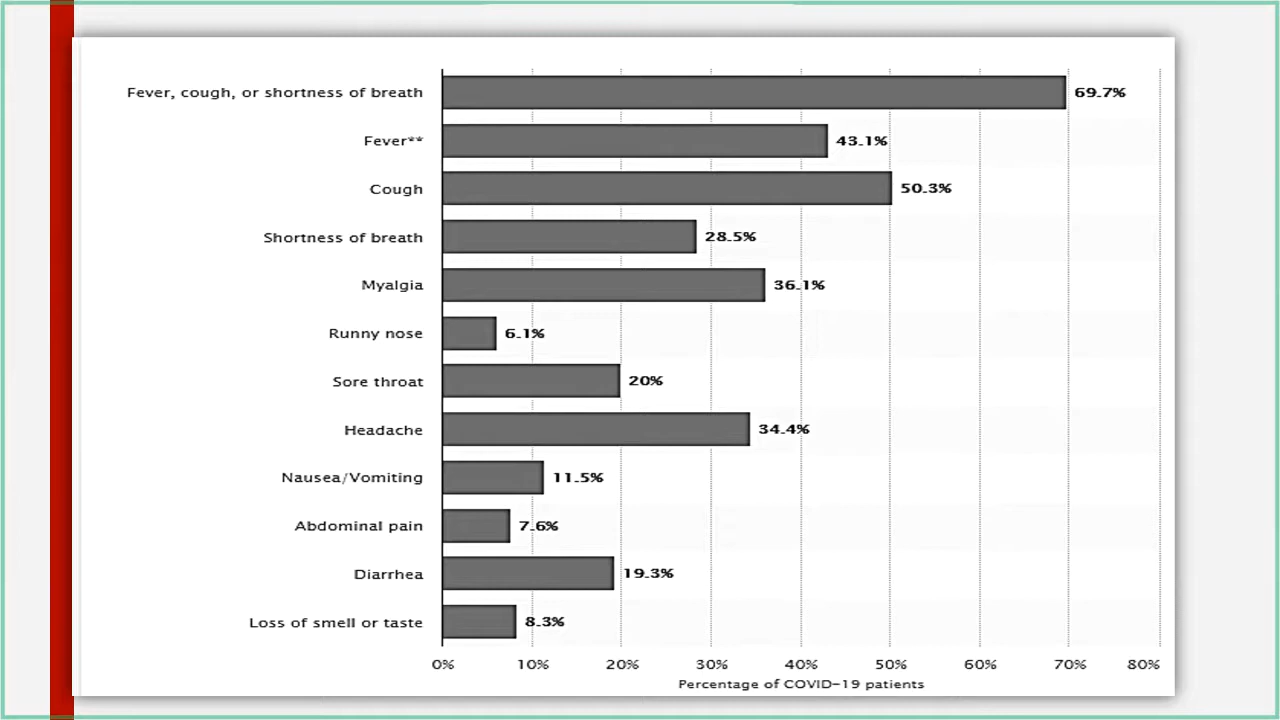 Fever, cough, or shortness of breath 69.7%
Fever** 43.1%
Cough 50.3%
Shortness of breath 28.5%
Myalgia 36.1%
Runny nose 6.1%
Sore throat 20%
Headache 34.4%
Nausea/Vomiting 11.5%
Abdominal pain 7.6%
Diarrhea 19.3%
Loss of smell or taste 8.3%
0% 10% 20% 30% 40% 50% 60% 70% 80%
Percentage of COVID-19 patients